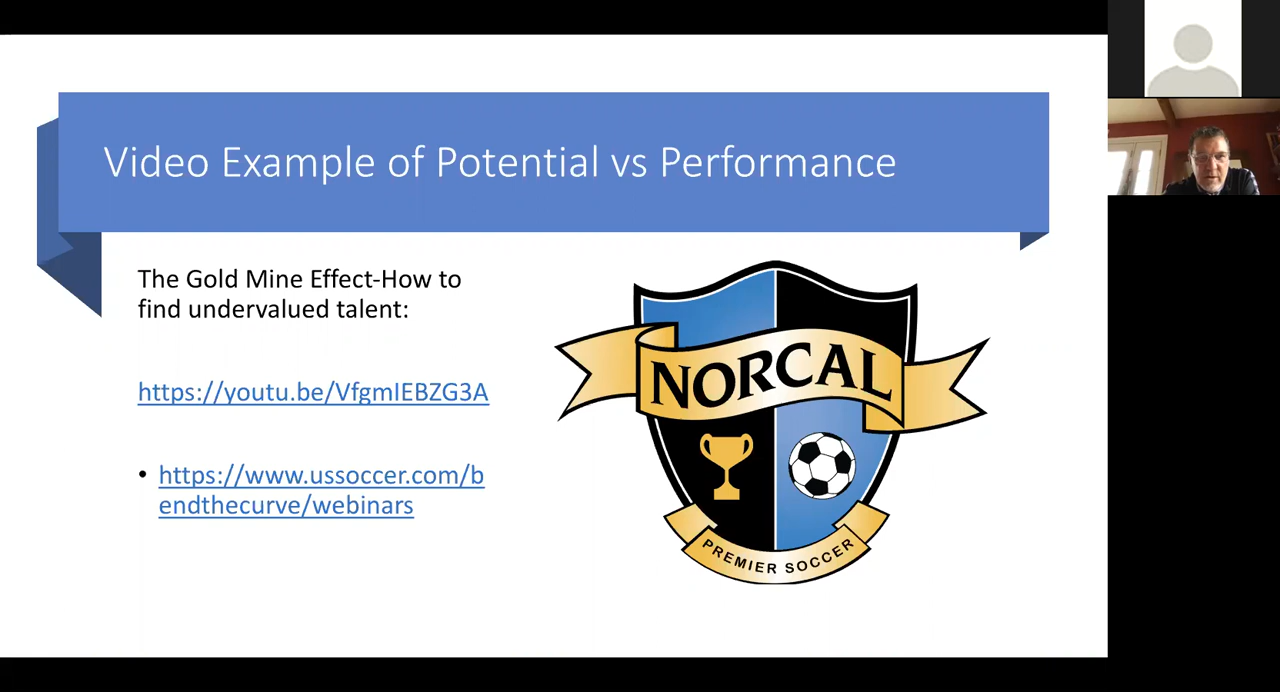 Video Example of Potential vs Performance
The Gold Mine Effect-How to
find undervalued talent:
https://youtu.be/VfgmIEBZG3A
• https://www.ussoccer.com/b
endthecurve/webinars
NORCAL
PREMIER SOCCER